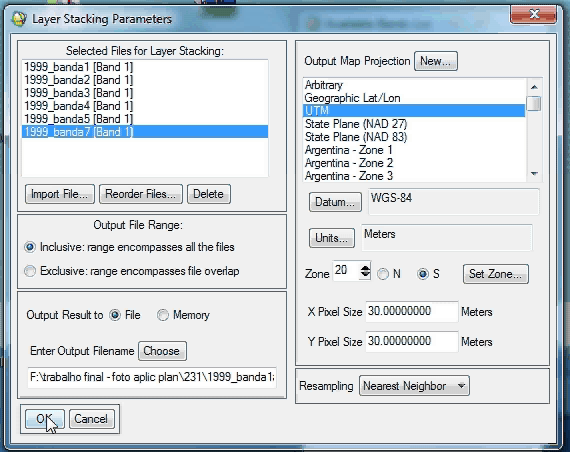 Layer Stacking Parameters
Selected Files for Layer Stacking:
1999_banda1 [Band 1]
1999_banda2 [Band 1]
1999_banda3 [Band 1]
1999_banda4 [Band 1]
1999_banda5 [Band 1]
1999_banda7 [Band 1]
Import File...
Reorder Files...
Delete
Output File Range:
Inclusive: range encompasses all the files
Exclusive: range encompasses file overlap
Output Result to File Memory
Enter Output Filename Choose
F:\trabalho final - foto aplic plan\231\1999_banda1
OK Cancel
Output Map Projection New...
Arbitrary
Geographic Lat/Lon
UTM
State Plane (NAD 27)
State Plane (NAD 83)
Argentina - Zone 1
Argentina - Zone 2
Argentina - Zone 3
Datum... WGS-84
Units... Meters
Zone 20 N S Set Zone...
X Pixel Size 30.00000000 Meters
Y Pixel Size 30.00000000 Meters
Resampling Nearest Neighbor